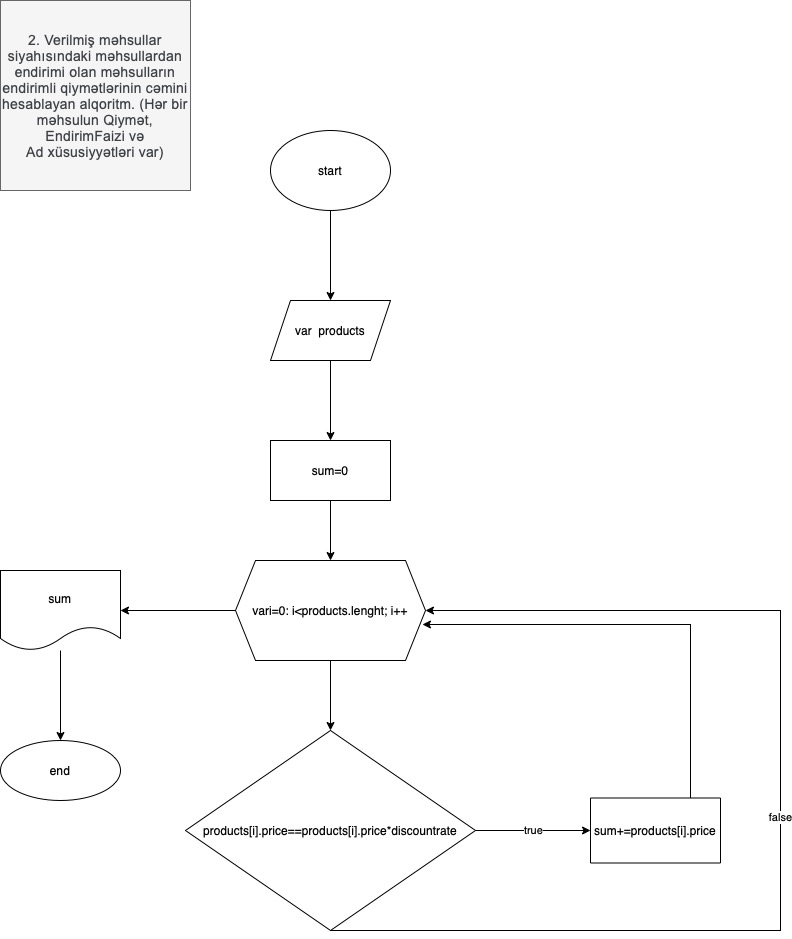 2. Verilmiş məhsullar
siyahısındaki məhsullardan
endirimi olan məhsulların
endirimli qiymətlərinin cəmini
hesablayan alqoritm. (Hər bir
məhsulun Qiymət,
EndirimFaizi və
Ad xüsusiyyətləri var)
start
var  products
sum=0
vari=0: i<products.lenght; i++
sum
end
products[i].price==products[i].price*discountrate
true
sum+=products[i].price
false